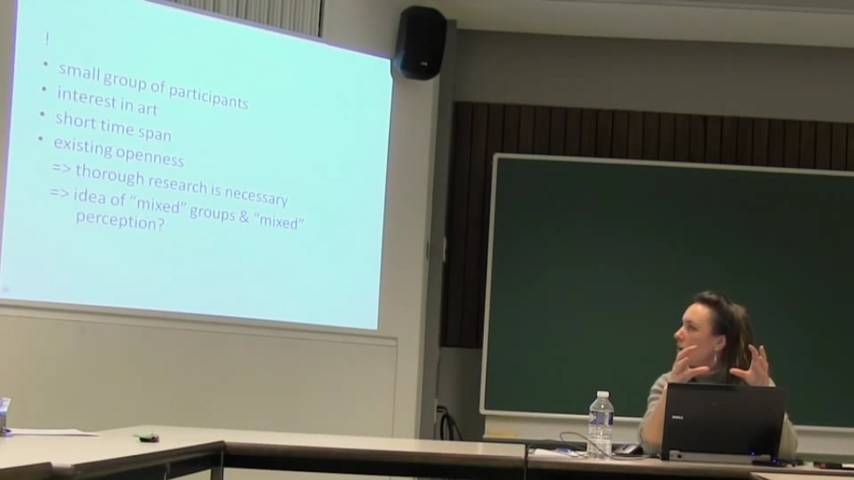 !
• small group of participants
• interest in art
• short time span
• existing openness
=> thorough research is necessary
=> idea of “mixed” groups & “mixed”
perception?
DELL